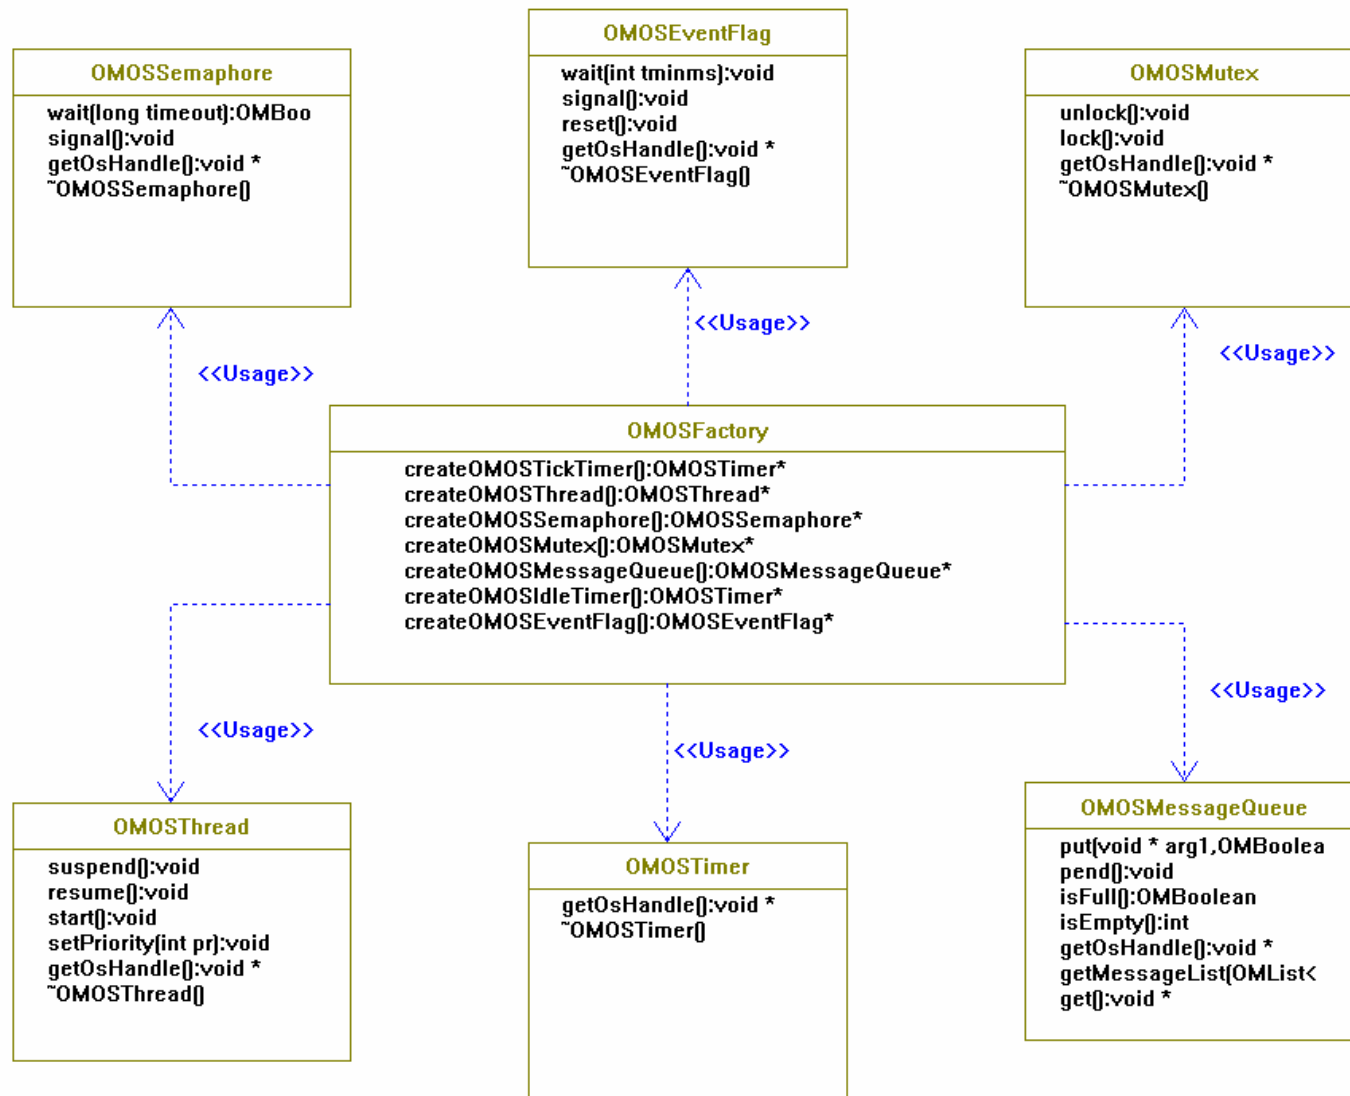 OMOSSemaphore
wait(long timeout):OMBoo
signal():void
getOsHandle():void *
~OMOSSemaphore()
OMOSEventFlag
wait(int tminms):void
signal():void
reset():void
getOsHandle():void *
~OMOSEventFlag()
OMOSMutex
unlock():void
lock():void
getOsHandle():void *
~OMOSMutex()
<<Usage>>
<<Usage>>
<<Usage>>
OMOSFactory
createOMOSTickTimer():OMOSTimer*
createOMOSThread():OMOSThread*
createOMOSSemaphore():OMOSSemaphore*
createOMOSMutex():OMOSMutex*
createOMOSMessageQueue():OMOSMessageQueue*
createOMOSIdleTimer():OMOSTimer*
createOMOSEventFlag():OMOSEventFlag*
<<Usage>>
<<Usage>>
<<Usage>>
OMOSThread
suspend():void
resume():void
start():void
setPriority(int pr):void
getOsHandle():void *
~OMOSThread()
OMOSTimer
getOsHandle():void *
~OMOSTimer()
OMOSMessageQueue
put(void * arg1,OMBoolea
pend():void
isFull():OMBoolean
isEmpty():int
getOsHandle():void *
getMessageList(OMList<
get():void *